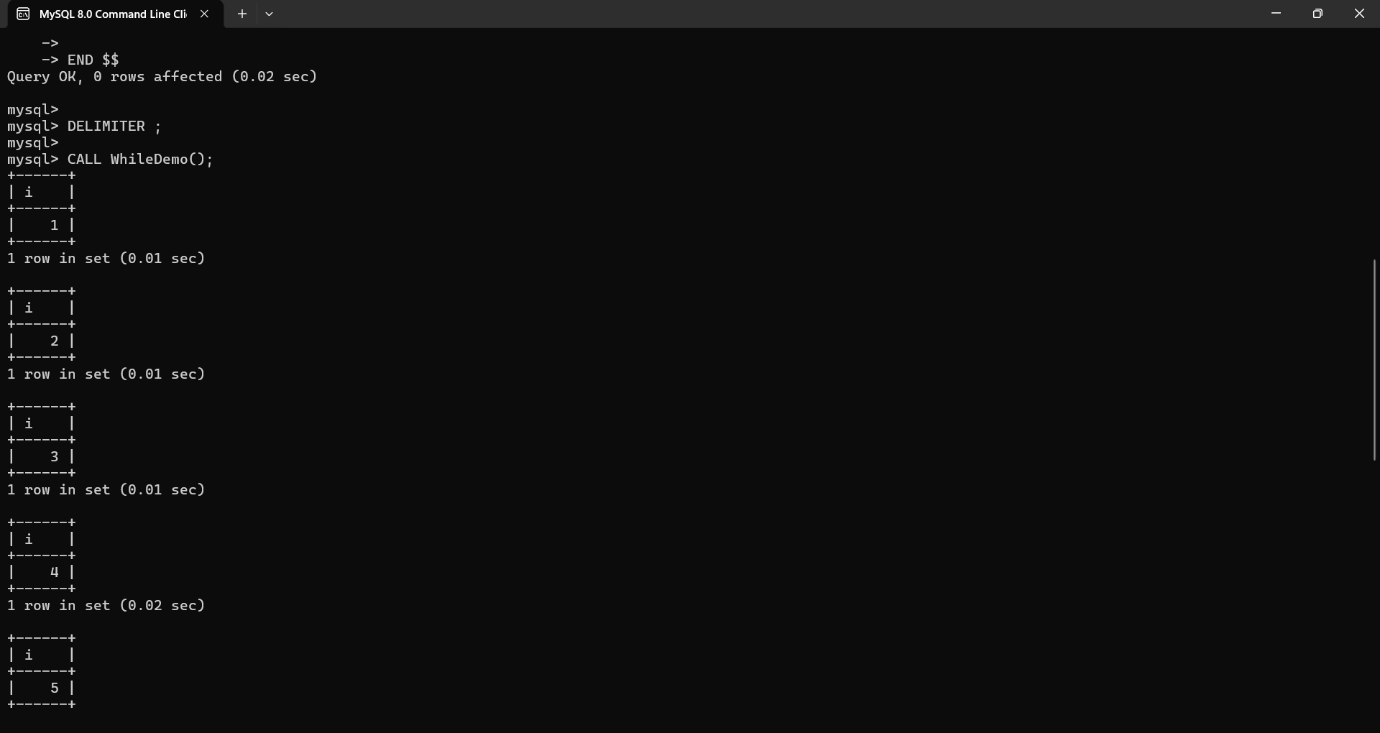 MySQL 8.0 Command Line Cli
    ->
    -> END $$
Query OK, 0 rows affected (0.02 sec)
mysql>
mysql> DELIMITER ;
mysql>
mysql> CALL WhileDemo();
+------+
| i    |
+------+
|    1 |
+------+
1 row in set (0.01 sec)
+------+
| i    |
+------+
|    2 |
+------+
1 row in set (0.01 sec)
+------+
| i    |
+------+
|    3 |
+------+
1 row in set (0.01 sec)
+------+
| i    |
+------+
|    4 |
+------+
1 row in set (0.02 sec)
+------+
| i    |
+------+
|    5 |
+------+